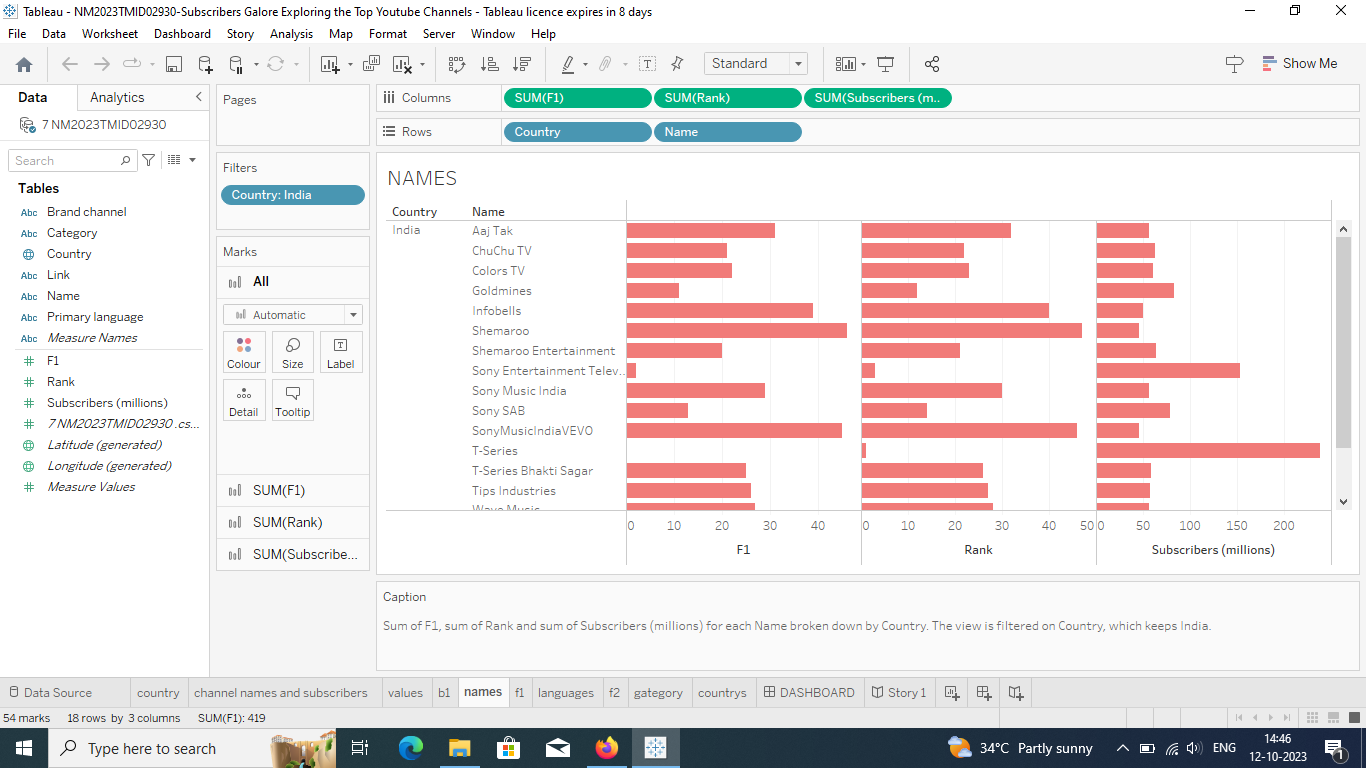 Tableau - NM2023TMID02930-Subscribers Galore Exploring the Top Youtube Channels - Tableau licence expires in 8 days
File Data Worksheet Dashboard Story Analysis Map Format Server Window Help
Standard
Show Me
Data Analytics
7 NM2023TMID02930
Search
Tables
Abc Brand channel
Abc Category
Country
Abc Link
Abc Name
Abc Primary language
Abc Measure Names
F1
Rank
Subscribers (millions)
7 NM2023TMID02930 .cs...
Latitude (generated)
Longitude (generated)
Measure Values
Pages
Filters
Country: India
Marks
All
Automatic
Colour Size Label
Detail Tooltip
SUM(F1)
SUM(Rank)
SUM(Subscribe...
Columns SUM(F1) SUM(Rank) SUM(Subscribers (m..
Rows Country Name
NAMES
Country Name
India Aaj Tak
ChuChu TV
Colors TV
Goldmines
Infobells
Shemaroo
Shemaroo Entertainment
Sony Entertainment Telev..
Sony Music India
Sony SAB
SonyMusicIndiaVEVO
T-Series
T-Series Bhakti Sagar
Tips Industries
Wave Music
0 10 20 30 40 0 10 20 30 40 50 0 50 100 150 200
F1 Rank Subscribers (millions)
Caption
Sum of F1, sum of Rank and sum of Subscribers (millions) for each Name broken down by Country. The view is filtered on Country, which keeps India.
Data Source country channel names and subscribers values b1 names f1 languages f2 gategory countrys DASHBOARD Story 1
54 marks 18 rows by 3 columns SUM(F1): 419
Type here to search
34°C Partly sunny
ENG
14:46
12-10-2023
1